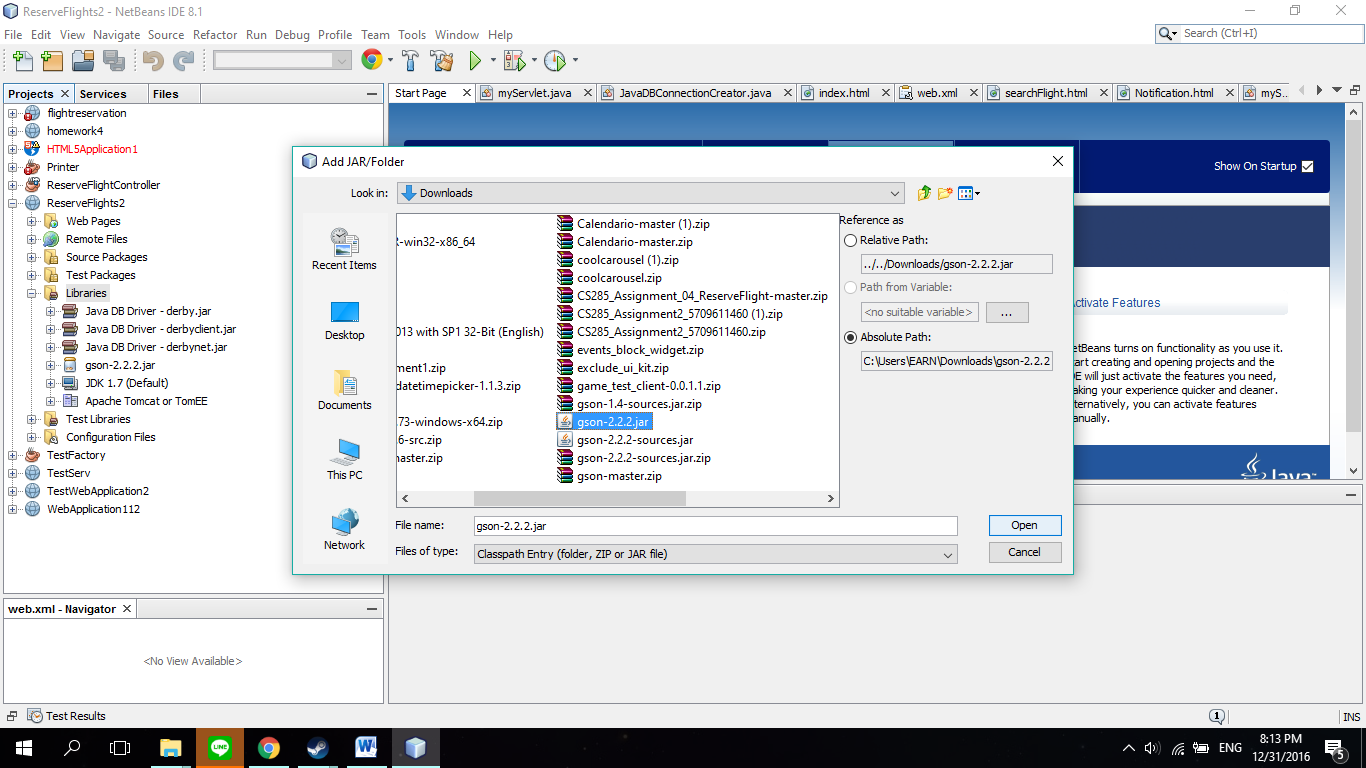 ReserveFlights2 - NetBeans IDE 8.1
File Edit View Navigate Source Refactor Run Debug Profile Team Tools Window Help
Search (Ctrl+I)
Projects Services Files
Start Page myServlet.java JavaDBConnectionCreator.java index.html web.xml searchFlight.html Notification.html myS...
flightreservation
homework4
HTML5Application1
Printer
ReserveFlightController
ReserveFlights2
Web Pages
Remote Files
Source Packages
Test Packages
Libraries
Java DB Driver - derby.jar
Java DB Driver - derbyclient.jar
Java DB Driver - derbynet.jar
gson-2.2.2.jar
JDK 1.7 (Default)
Apache Tomcat or TomEE
Test Libraries
Configuration Files
TestFactory
TestServ
TestWebApplication2
WebApplication112
Show On Startup
Add JAR/Folder
Look in: Downloads
Recent Items
Desktop
Documents
This PC
Network
R-win32-x86_64
013 with SP1 32-Bit (English)
ment1.zip
datetimepicker-1.1.3.zip
.73-windows-x64.zip
6-src.zip
master.zip
Calendario-master (1).zip
Calendario-master.zip
coolcarousel (1).zip
coolcarousel.zip
CS285_Assignment_04_ReserveFlight-master.zip
CS285_Assignment2_5709611460 (1).zip
CS285_Assignment2_5709611460.zip
events_block_widget.zip
exclude_ui_kit.zip
game_test_client-0.0.1.1.zip
gson-1.4-sources.jar.zip
gson-2.2.2.jar
gson-2.2.2-sources.jar
gson-2.2.2-sources.jar.zip
gson-master.zip
Reference as
Relative Path:
../../Downloads/gson-2.2.2.jar
Path from Variable:
<no suitable variable> ...
Absolute Path:
C:\Users\EARN\Downloads\gson-2.2.2
File name: gson-2.2.2.jar Open
Files of type: Classpath Entry (folder, ZIP or JAR file) Cancel
ctivate Features
etBeans turns on functionality as you use it.
art creating and opening projects and the
DE will just activate the features you need,
aking your experience quicker and cleaner.
ternatively, you can activate features
anually.
Java
web.xml - Navigator
<No View Available>
Test Results
1
INS
ENG
8:13 PM
12/31/2016
5